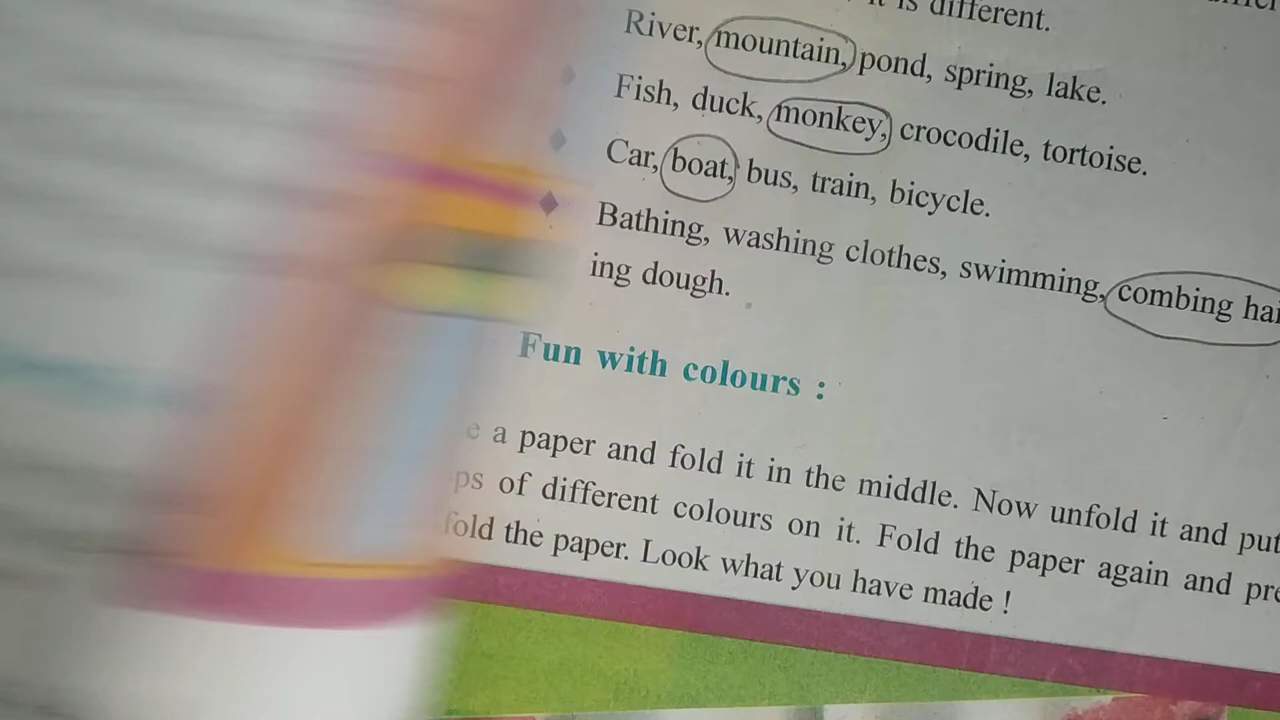 is different.
River, mountain, pond, spring, lake.
Fish, duck, monkey, crocodile, tortoise.
Car, boat, bus, train, bicycle.
Bathing, washing clothes, swimming, combing hai
ing dough.
Fun with colours :
a paper and fold it in the middle. Now unfold it and put
ps of different colours on it. Fold the paper again and pre
fold the paper. Look what you have made !